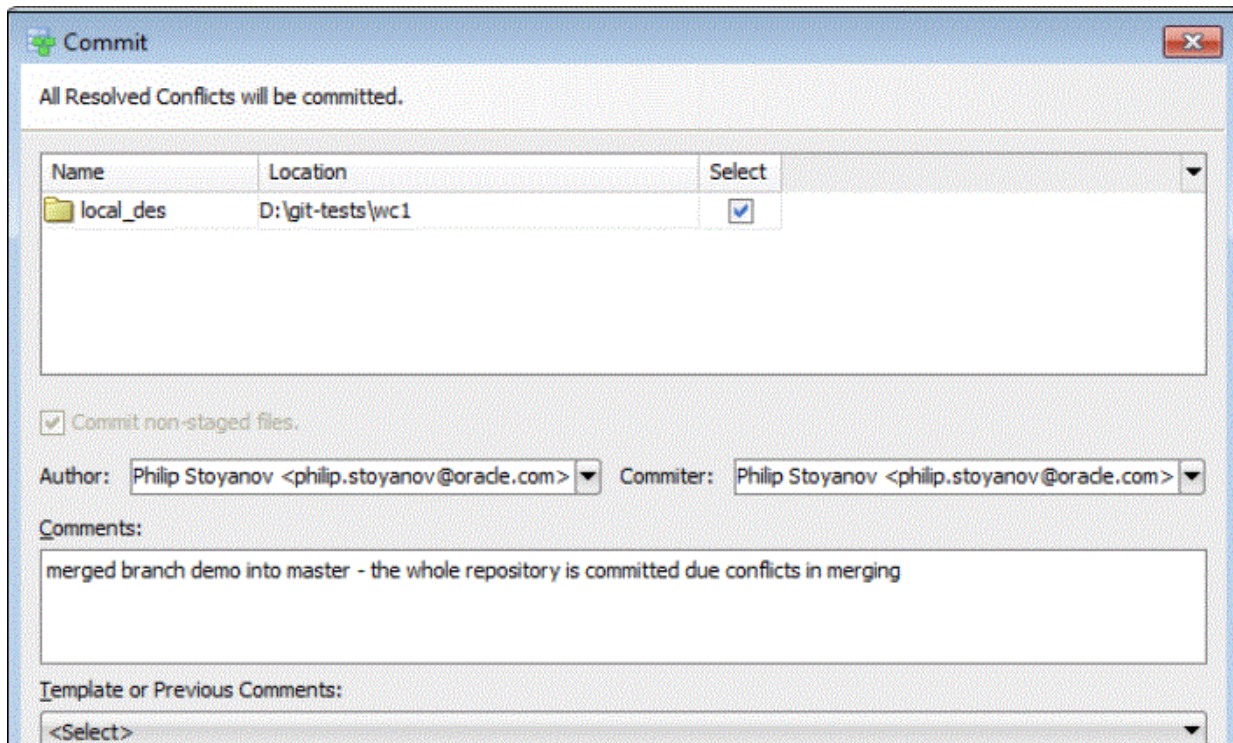 Commit
All Resolved Conflicts will be committed.
Name Location Select
local_des D:\git-tests\wc1
Commit non-staged files.
Author: Philip Stoyanov <philip.stoyanov@oracle.com> Commiter: Philip Stoyanov <philip.stoyanov@oracle.com>
Comments:
merged branch demo into master - the whole repository is committed due conflicts in merging
Template or Previous Comments:
<Select>